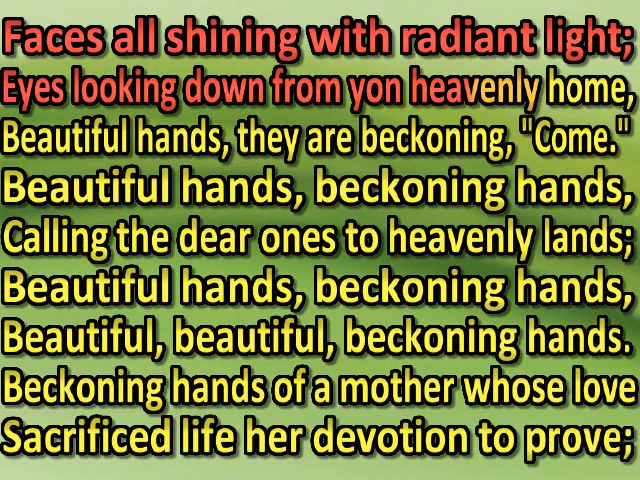 Faces all shining with radiant light;
Eyes looking down from yon heavenly home,
Beautiful hands, they are beckoning, "Come."
Beautiful hands, beckoning hands,
Calling the dear ones to heavenly lands;
Beautiful hands, beckoning hands,
Beautiful, beautiful, beckoning hands.
Beckoning hands of a mother whose love
Sacrificed life her devotion to prove;